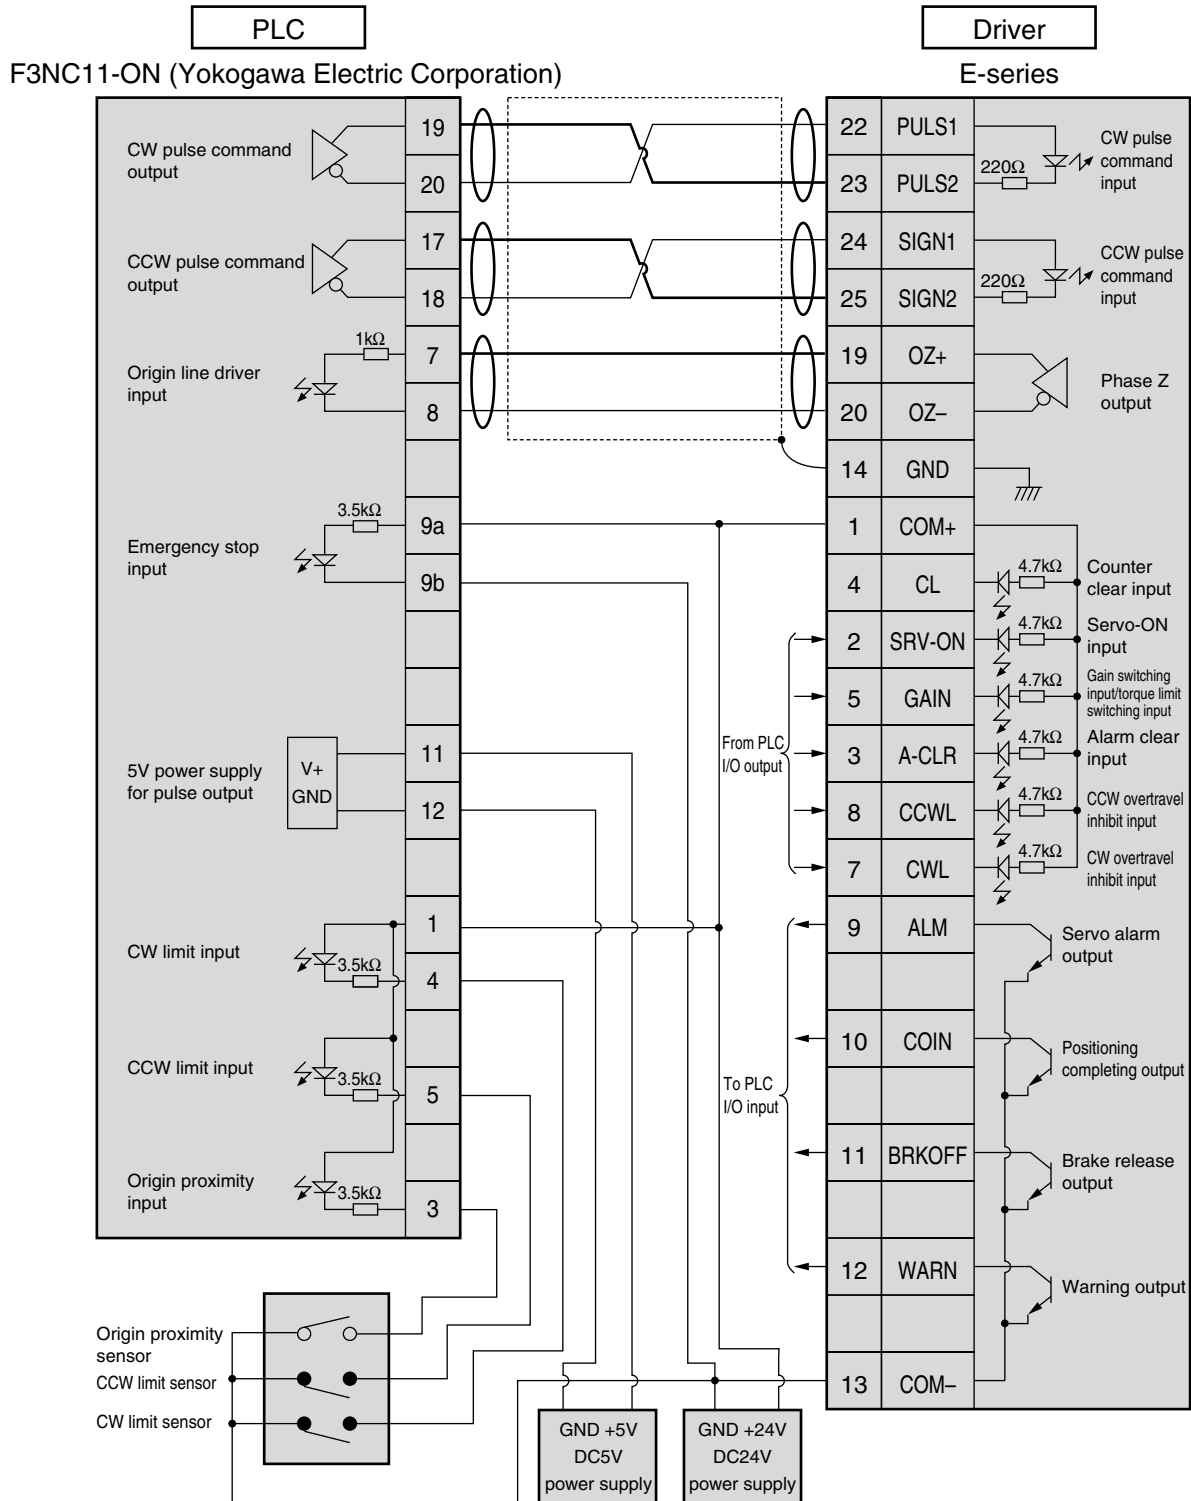 PLC
Driver
F3NC11-ON (Yokogawa Electric Corporation)
E-series
CW pulse command
output
19
20
CCW pulse command
output
17
18
1kΩ
Origin line driver
input
7
8
3.5kΩ
Emergency stop
input
9a
9b
5V power supply
for pulse output
V+
GND
11
12
CW limit input
1
3.5kΩ
4
CCW limit input
3.5kΩ
5
Origin proximity
input
3.5kΩ
3
22 PULS1
23 PULS2
220Ω
CW pulse
command
input
24 SIGN1
25 SIGN2
220Ω
CCW pulse
command
input
19 OZ+
20 OZ–
Phase Z
output
14 GND
1 COM+
4 CL
4.7kΩ
Counter
clear input
2 SRV-ON
4.7kΩ
Servo-ON
input
5 GAIN
4.7kΩ
Gain switching
input/torque limit
switching input
From PLC
I/O output
3 A-CLR
4.7kΩ
Alarm clear
input
8 CCWL
4.7kΩ
CCW overtravel
inhibit input
7 CWL
4.7kΩ
CW overtravel
inhibit input
9 ALM
Servo alarm
output
10 COIN
Positioning
completing output
To PLC
I/O input
11 BRKOFF
Brake release
output
12 WARN
Warning output
13 COM–
Origin proximity
sensor
CCW limit sensor
CW limit sensor
GND +5V
DC5V
power supply
GND +24V
DC24V
power supply